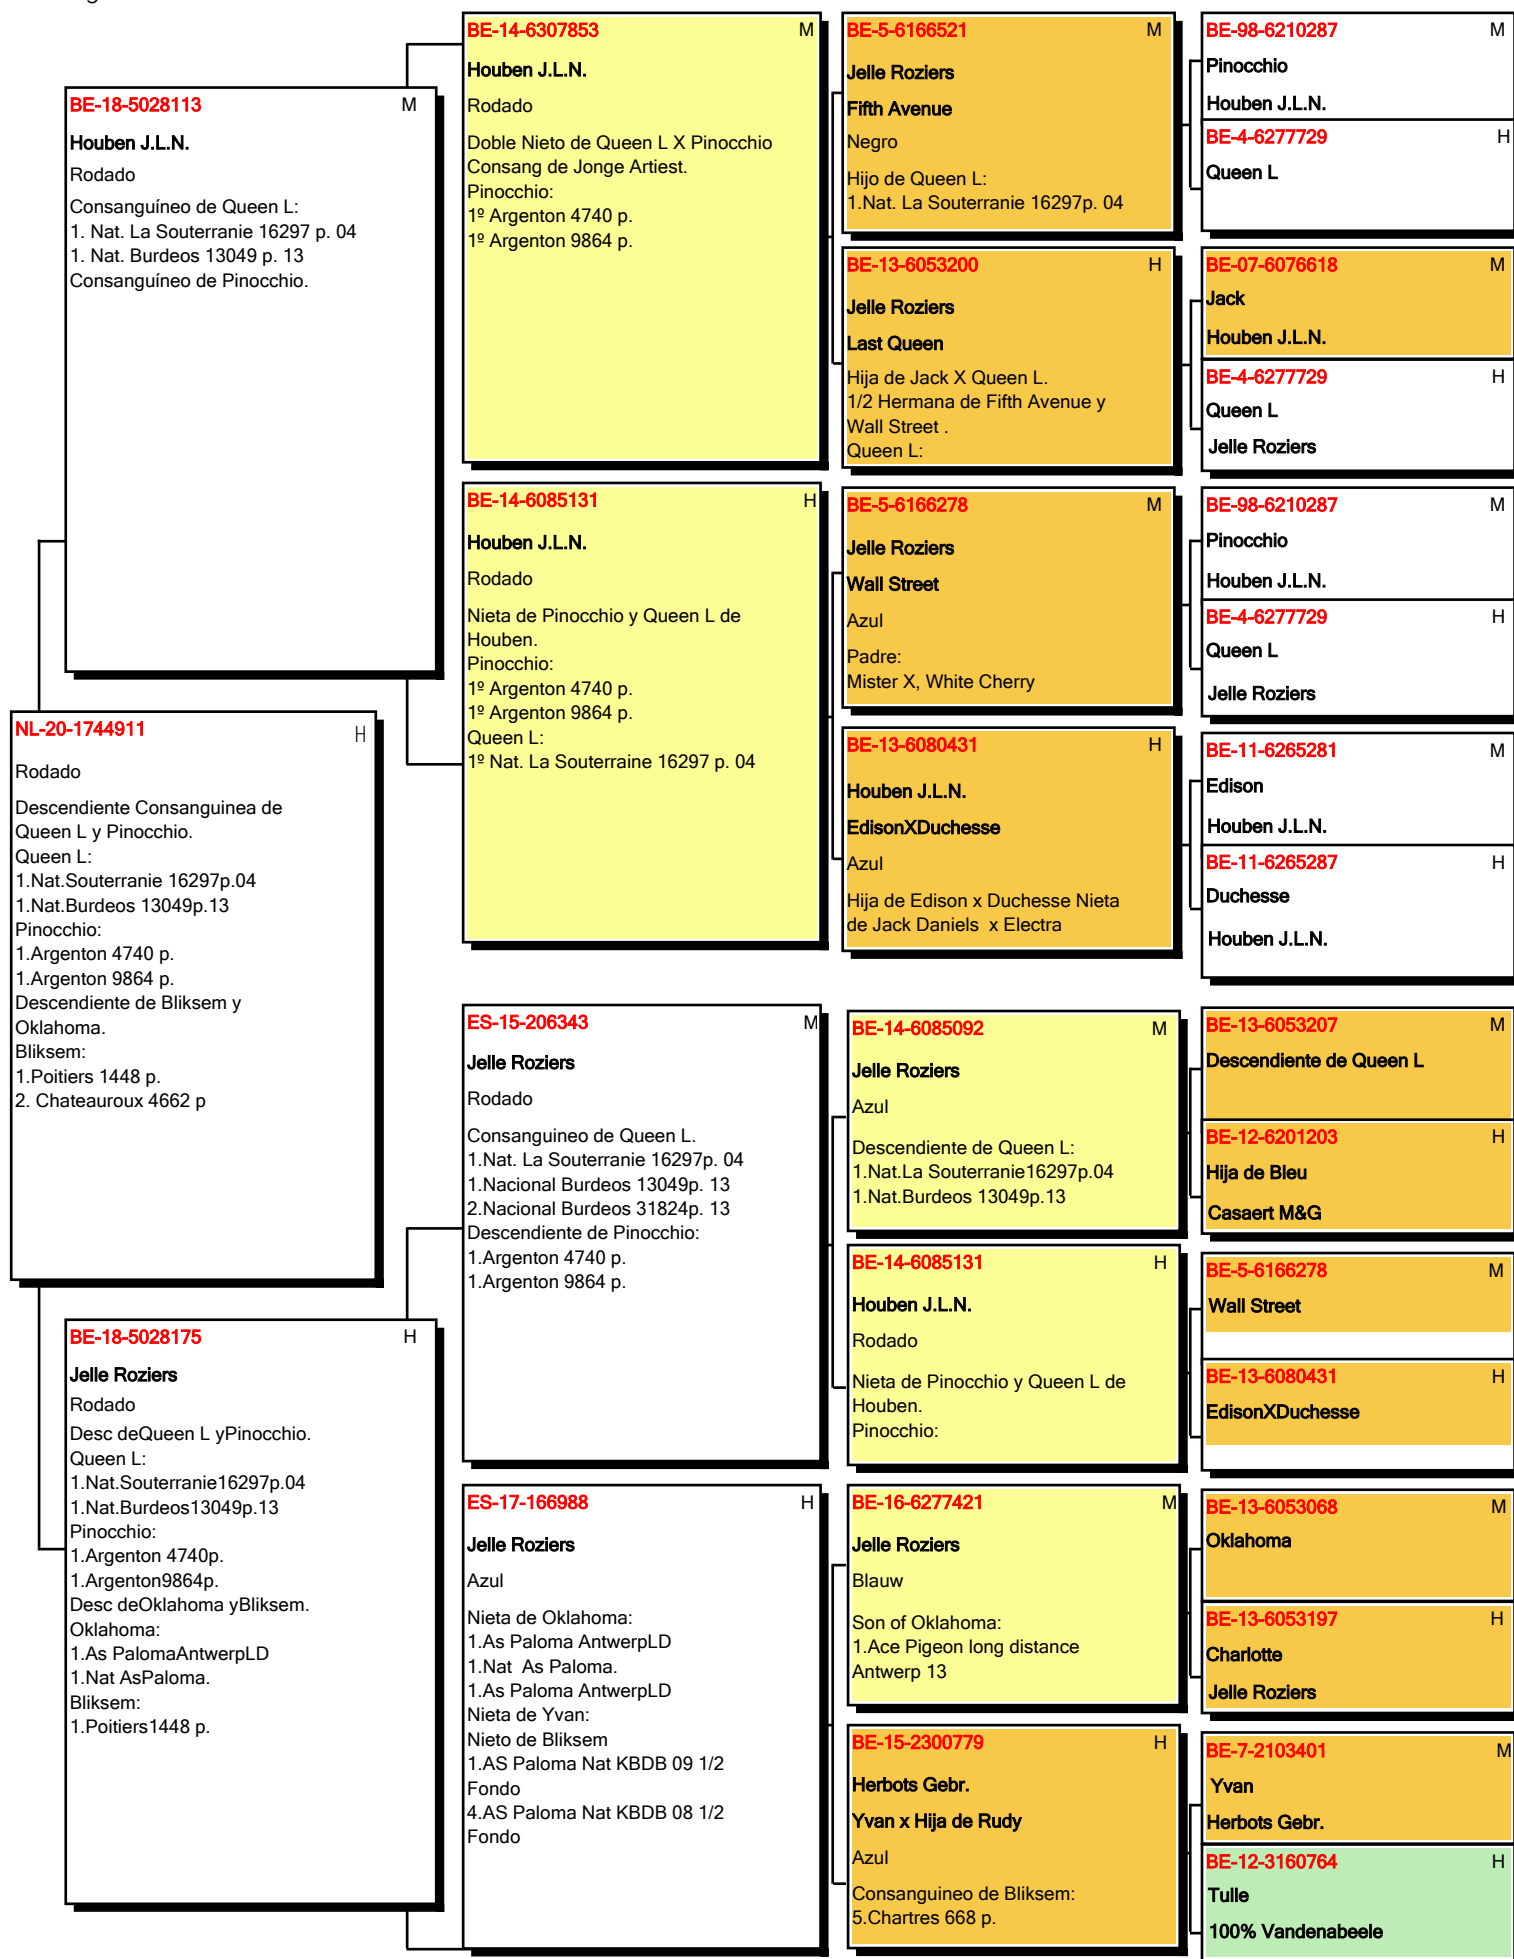 BE-18-5028113 M
Houben J.L.N.
Rodado
Consanguíneo de Queen L:
1. Nat. La Souterranie 16297 p. 04
1. Nat. Burdeos 13049 p. 13
Consanguíneo de Pinocchio.
NL-20-1744911 H
Rodado
Descendiente Consanguinea de
Queen L y Pinocchio.
Queen L:
1.Nat.Souterranie 16297p.04
1.Nat.Burdeos 13049p.13
Pinocchio:
1.Argenton 4740 p.
1.Argenton 9864 p.
Descendiente de Bliksem y
Oklahoma.
Bliksem:
1.Poitiers 1448 p.
2. Chateauroux 4662 p
BE-18-5028175 H
Jelle Roziers
Rodado
Desc deQueen L yPinocchio.
Queen L:
1.Nat.Souterranie16297p.04
1.Nat.Burdeos13049p.13
Pinocchio:
1.Argenton 4740p.
1.Argenton9864p.
Desc deOklahoma yBliksem.
Oklahoma:
1.As PalomaAntwerpLD
1.Nat AsPaloma.
Bliksem:
1.Poitiers1448 p.
BE-14-6307853 M
Houben J.L.N.
Rodado
Doble Nieto de Queen L X Pinocchio
Consang de Jonge Artiest.
Pinocchio:
1º Argenton 4740 p.
1º Argenton 9864 p.
BE-14-6085131 H
Houben J.L.N.
Rodado
Nieta de Pinocchio y Queen L de
Houben.
Pinocchio:
1º Argenton 4740 p.
1º Argenton 9864 p.
Queen L:
1º Nat. La Souterraine 16297 p. 04
ES-15-206343 M
Jelle Roziers
Rodado
Consanguineo de Queen L.
1.Nat. La Souterranie 16297p. 04
1.Nacional Burdeos 13049p. 13
2.Nacional Burdeos 31824p. 13
Descendiente de Pinocchio:
1.Argenton 4740 p.
1.Argenton 9864 p.
ES-17-166988 H
Jelle Roziers
Azul
Nieta de Oklahoma:
1.As Paloma AntwerpLD
1.Nat As Paloma.
1.As Paloma AntwerpLD
Nieta de Yvan:
Nieto de Bliksem
1.AS Paloma Nat KBDB 09 1/2
Fondo
4.AS Paloma Nat KBDB 08 1/2
Fondo
BE-5-6166521 M
Jelle Roziers
Fifth Avenue
Negro
Hijo de Queen L:
1.Nat. La Souterranie 16297p. 04
BE-13-6053200 H
Jelle Roziers
Last Queen
Hija de Jack X Queen L.
1/2 Hermana de Fifth Avenue y
Wall Street .
Queen L:
BE-5-6166278 M
Jelle Roziers
Wall Street
Azul
Padre:
Mister X, White Cherry
BE-13-6080431 H
Houben J.L.N.
EdisonXDuchesse
Azul
Hija de Edison x Duchesse Nieta
de Jack Daniels x Electra
BE-14-6085092 M
Jelle Roziers
Azul
Descendiente de Queen L:
1.Nat.La Souterranie16297p.04
1.Nat.Burdeos 13049p.13
BE-14-6085131 H
Houben J.L.N.
Rodado
Nieta de Pinocchio y Queen L de
Houben.
Pinocchio:
BE-16-6277421 M
Jelle Roziers
Blauw
Son of Oklahoma:
1.Ace Pigeon long distance
Antwerp 13
BE-15-2300779 H
Herbots Gebr.
Yvan x Hija de Rudy
Azul
Consanguineo de Bliksem:
5.Chartres 668 p.
BE-98-6210287 M
Pinocchio
Houben J.L.N.
BE-4-6277729 H
Queen L
BE-07-6076618 M
Jack
Houben J.L.N.
BE-4-6277729 H
Queen L
Jelle Roziers
BE-98-6210287 M
Pinocchio
Houben J.L.N.
BE-4-6277729 H
Queen L
Jelle Roziers
BE-11-6265281 M
Edison
Houben J.L.N.
BE-11-6265287 H
Duchesse
Houben J.L.N.
BE-13-6053207 M
Descendiente de Queen L
BE-12-6201203 H
Hija de Bleu
Casaert M&G
BE-5-6166278 M
Wall Street
BE-13-6080431 H
EdisonXDuchesse
BE-13-6053068 M
Oklahoma
BE-13-6053197 H
Charlotte
Jelle Roziers
BE-7-2103401 M
Yvan
Herbots Gebr.
BE-12-3160764 H
Tulle
100% Vandenabeele